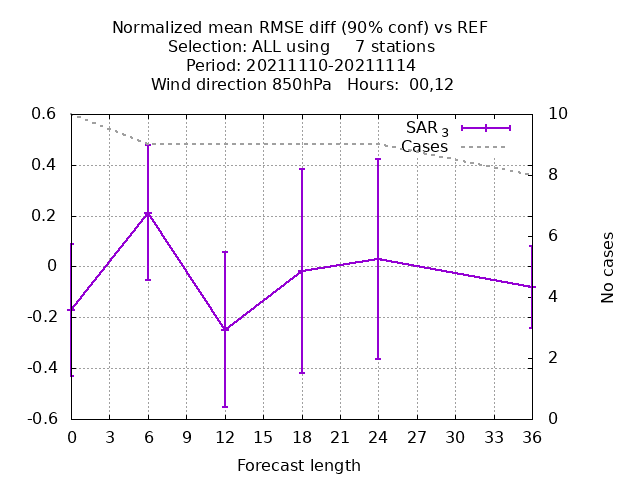 Normalized mean RMSE diff (90% conf) vs REF
Selection: ALL using     7 stations
Period: 20211110-20211114
Wind direction 850hPa   Hours:  00,12
0.6
0.4
0.2
0
-0.2
-0.4
-0.6
SAR 3
Cases
10
8
6
4
2
0
No cases
0 3 6 9 12 15 18 21 24 27 30 33 36
Forecast length